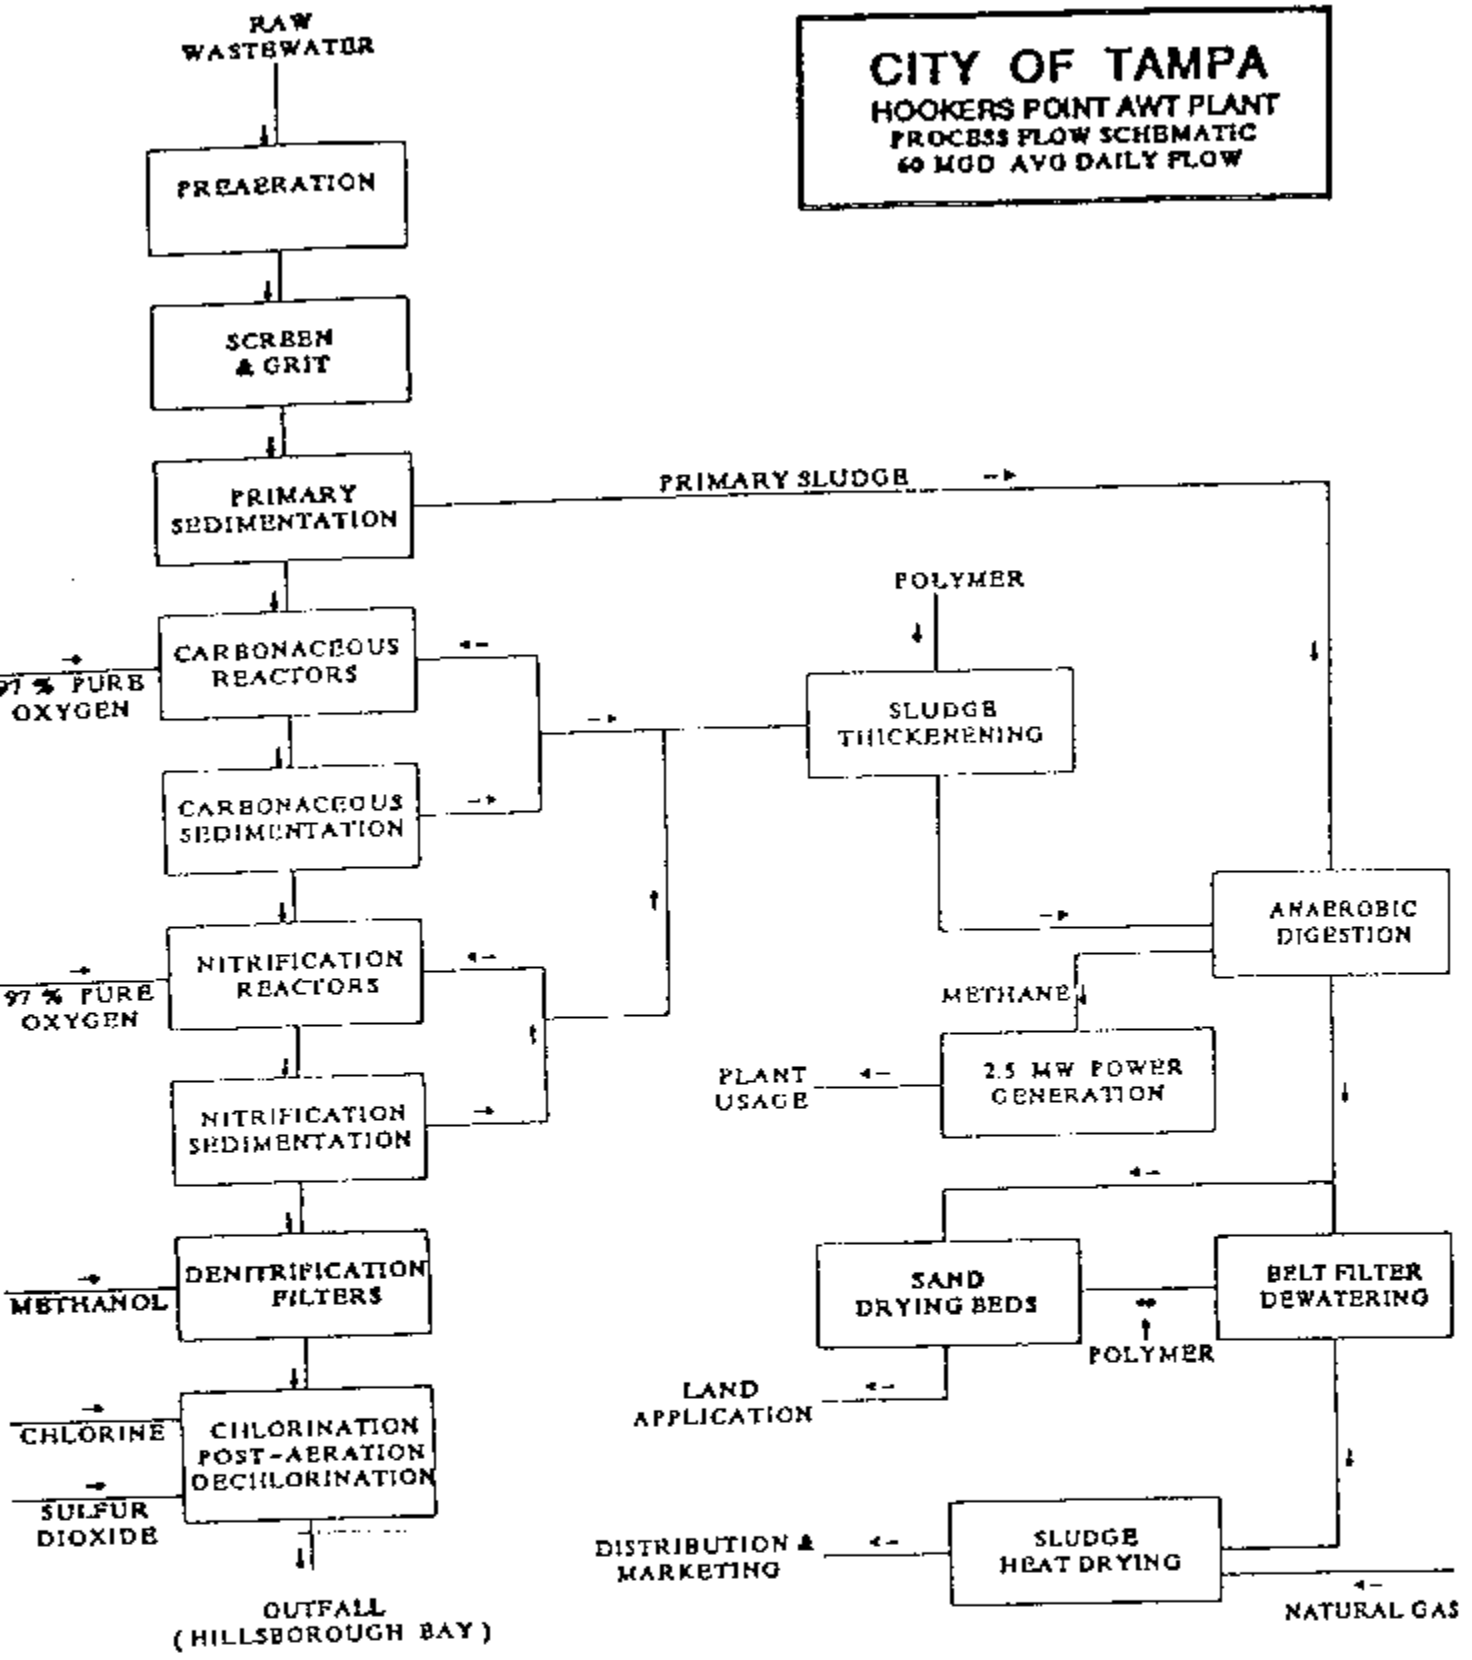 RAW
WASTEWATER
CITY OF TAMPA
HOOKERS POINT AWT PLANT
PROCESS FLOW SCHEMATIC
60 MGD AVG DAILY FLOW
PREAERATION
SCREEN
& GRIT
PRIMARY
SEDIMENTATION
PRIMARY SLUDGE
POLYMER
CARBONACEOUS
REACTORS
97 % PURE
OXYGEN
SLUDGE
THICKENENING
CARBONACEOUS
SEDIMENTATION
ANAEROBIC
DIGESTION
NITRIFICATION
REACTORS
97 % PURE
OXYGEN
METHANE
2.5 MW POWER
GENERATION
PLANT
USAGE
NITRIFICATION
SEDIMENTATION
DENITRIFICATION
FILTERS
METHANOL
SAND
DRYING BEDS
BELT FILTER
DEWATERING
POLYMER
LAND
APPLICATION
CHLORINE
CHLORINATION
POST-AERATION
DECHLORINATION
SULFUR
DIOXIDE
DISTRIBUTION &
MARKETING
SLUDGE
HEAT DRYING
NATURAL GAS
OUTFALL
(HILLSBOROUGH BAY)